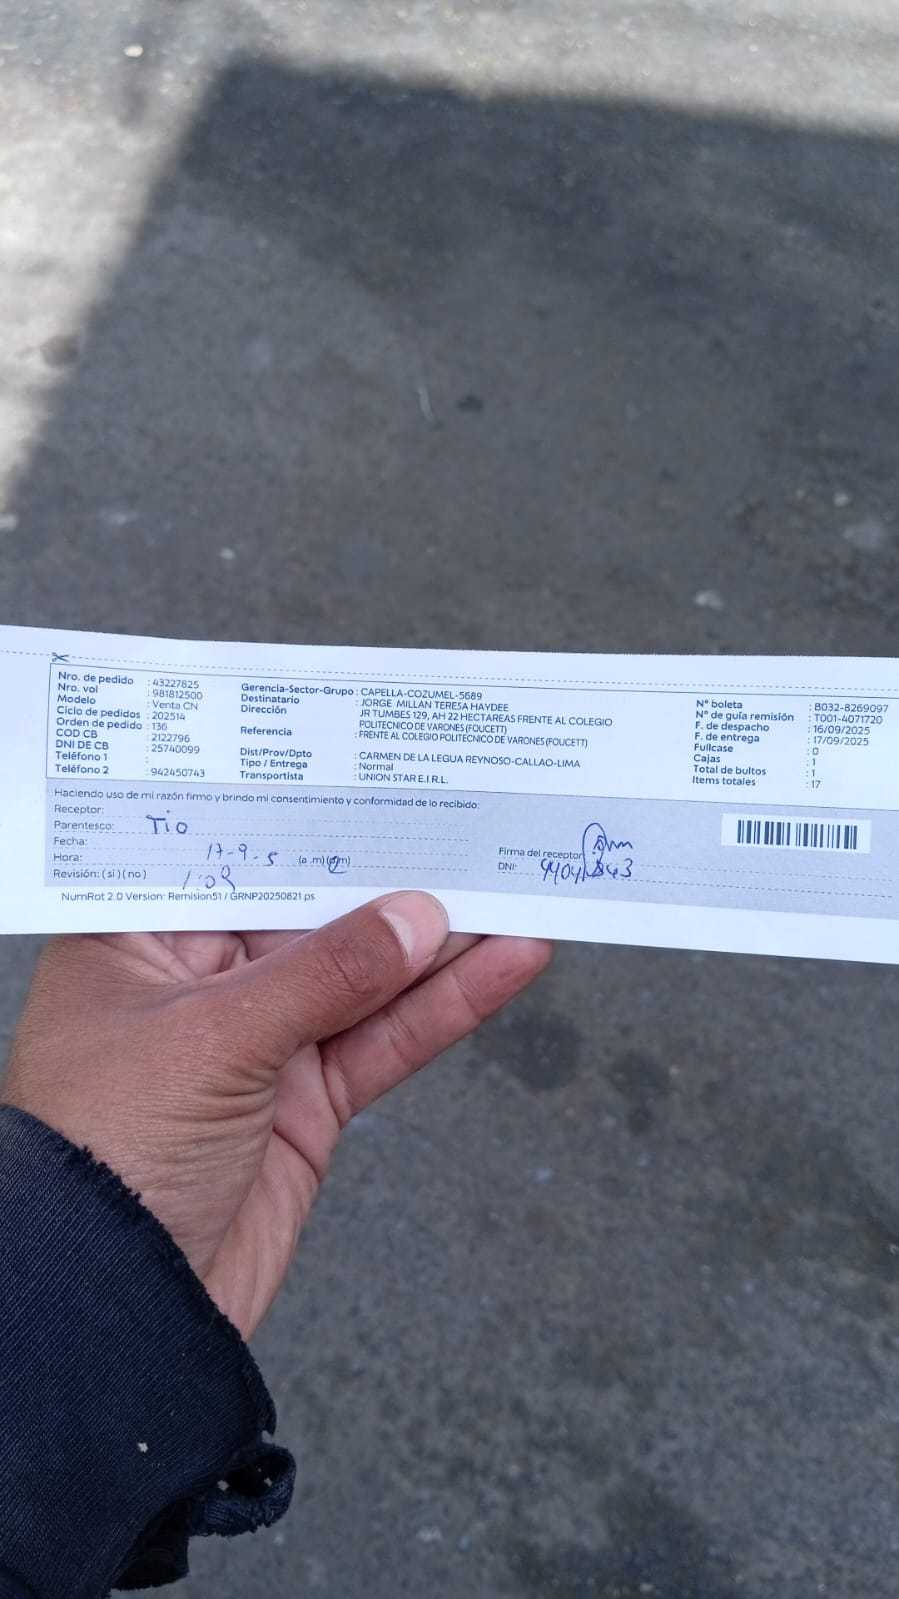 Nro. de pedido : 43227825
Nro. vol : 981812500
Modelo : Venta CN
Ciclo de pedidos : 202514
Orden de pedido : 136
COD CB : 2122796
DNI DE CB : 25740099
Teléfono 1 :
Teléfono 2 : 942450743
Gerencia-Sector-Grupo : CAPELLA-COZUMEL-5689
Destinatario : JORGE MILLAN TERESA HAYDEE
Dirección JR TUMBES 129, AH 22 HECTAREAS FRENTE AL COLEGIO
POLITECNICO DE VARONES (FOUCETT)
Referencia : FRENTE AL COLEGIO POLITECNICO DE VARONES (FOUCETT)
Dist/Prov/Dpto : CARMEN DE LA LEGUA REYNOSO-CALLAO-LIMA
Tipo / Entrega : Normal
Transportista : UNION STAR E.I.R.L.
N° boleta : B032-8269097
N° de guía remisión : T001-4071720
F. de despacho : 16/09/2025
F. de entrega : 17/09/2025
Fullcase : 0
Cajas : 1
Total de bultos : 1
Items totales : 17
Haciendo uso de mi razón firmo y brindo mi consentimiento y conformidad de lo recibido:
Receptor:
Parentesco: Tio
Fecha: 17-9-5
Hora: 1:09 (a .m) (p.m)
Revisión: ( si ) ( no )
Firma del receptor:
DNI:
NumRot 2.0 Version: Remision51 / GRNP20250821 ps